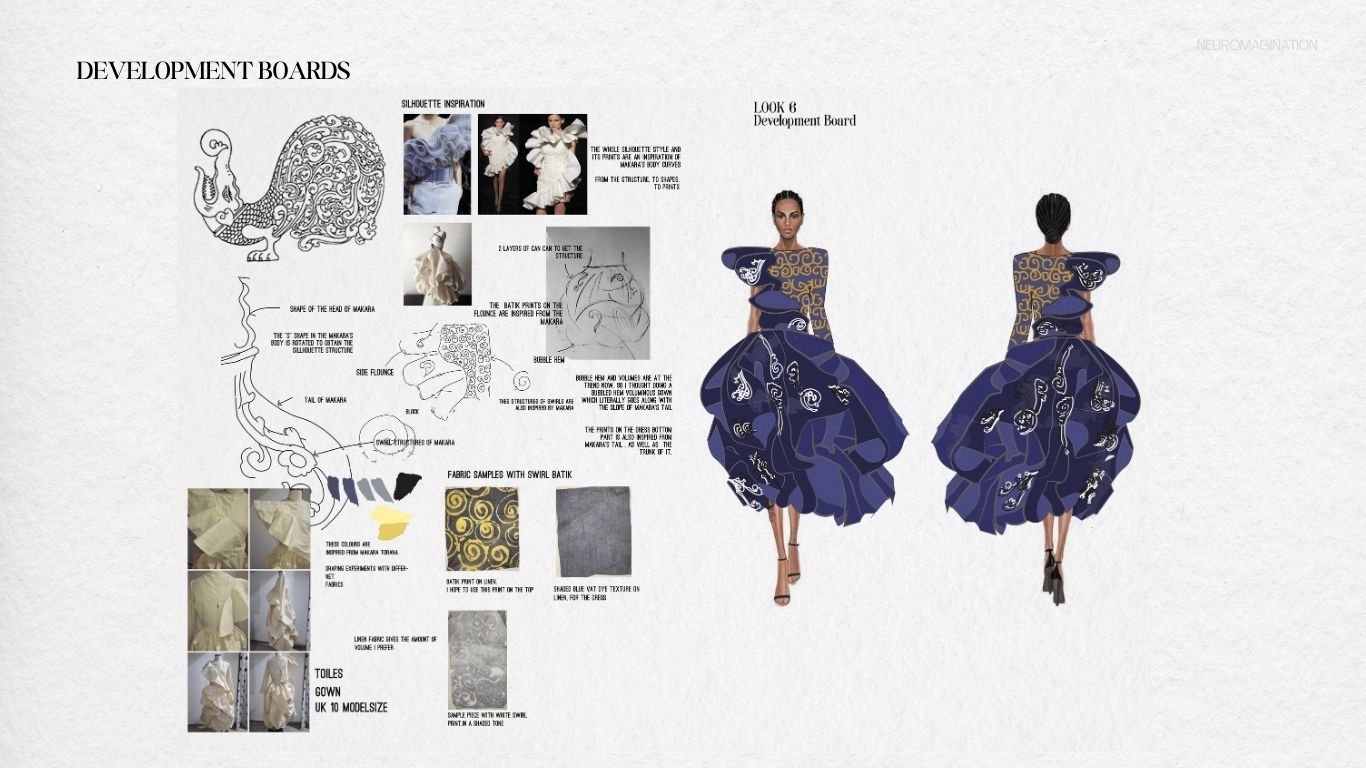 NEUROMAGINATION
DEVELOPMENT BOARDS
SILHOUETTE INSPIRATION
THE WHOLE SILHOUETTE STYLE AND
ITS PRINTS ARE AN INSPIRATION OF
MAKARA'S BODY CURVES
FROM THE STRUCTURE, TO SHAPES,
TO PRINTS
2 LAYERS OF CAN CAN TO GET THE
STRUCTURE
THE BATIK PRINTS ON THE
FLOUNCE ARE INSPIRED FROM THE
MAKARA
SHAPE OF THE HEAD OF MAKARA
THE "S" SHAPE IN THE MAKARA'S
BODY IS ROTATED TO OBTAIN THE
SILLHOUETTE STRUCTURE
BUBBLE HEM
SIDE FLOUNCE
BUBBLE HEM AND VOLUMES ARE AT THE
TREND NOW. SO I THOUGHT DOING A
BUBBLED HEM VOLUMINOUS GOWN
WHICH LITERALLY GOES ALONG WITH
THE SLOPE OF MAKARA'S TAIL
TAIL OF MAKARA
THES STRUCTURES OF SWIRLS ARE
ALSO INSPIRED BY MAKARA
BLOCK
THE PRINTS ON THE DRESS BOTTOM
PART IS ALSO INSPIRED FROM
MAKARA'S TAIL . AS WELL AS THE
TRUNK OF IT.
SWIRL STRUCTURES OF MAKARA
FABRIC SAMPLES WITH SWIRL BATIK
THESE COLOURS ARE
INSPIRED FROM MAKARA TORANA
DRAPING EXPERIMENTS WITH DIFFER-
NET
FABRICS
BATIK PRINT ON LINEN.
I HOPE TO USE THIS PRINT ON THE TOP
SHADED BLUE VAT DYE TEXTURE ON
LINEN, FOR THE DRESS
LINEN FABRIC GIVES THE AMOUNT OF
VOLUME I PREFER
TOILES
GOWN
UK 10 MODELSIZE
SAMPLE PIECE WITH WHITE SWIRL
PRINT,IN A SHADED TONE
LOOK 6
Development Board